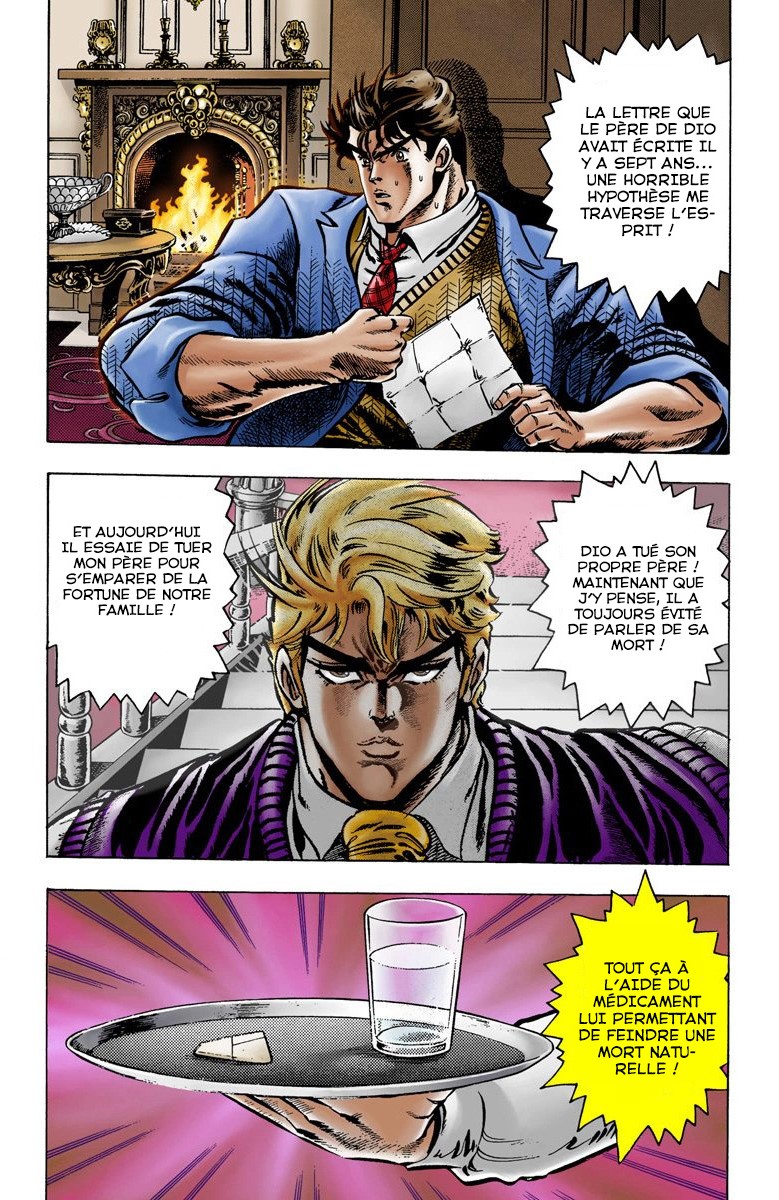 LA LETTRE QUE
LE PÈRE DE DIO
AVAIT ÉCRITE IL
Y A SEPT ANS...
UNE HORRIBLE
HYPOTHÈSE ME
TRAVERSE L'ES-
PRIT !
DIO A TUÉ SON
PROPRE PÈRE !
MAINTENANT QUE
J'Y PENSE, IL A
TOUJOURS ÉVITÉ
DE PARLER DE SA
MORT !
ET AUJOURD'HUI
IL ESSAIE DE TUER
MON PÈRE POUR
S'EMPARER DE LA
FORTUNE DE NOTRE
FAMILLE !
TOUT ÇA À
L'AIDE DU
MÉDICAMENT
LUI PERMETTANT
DE FEINDRE UNE
MORT NATU-
RELLE !